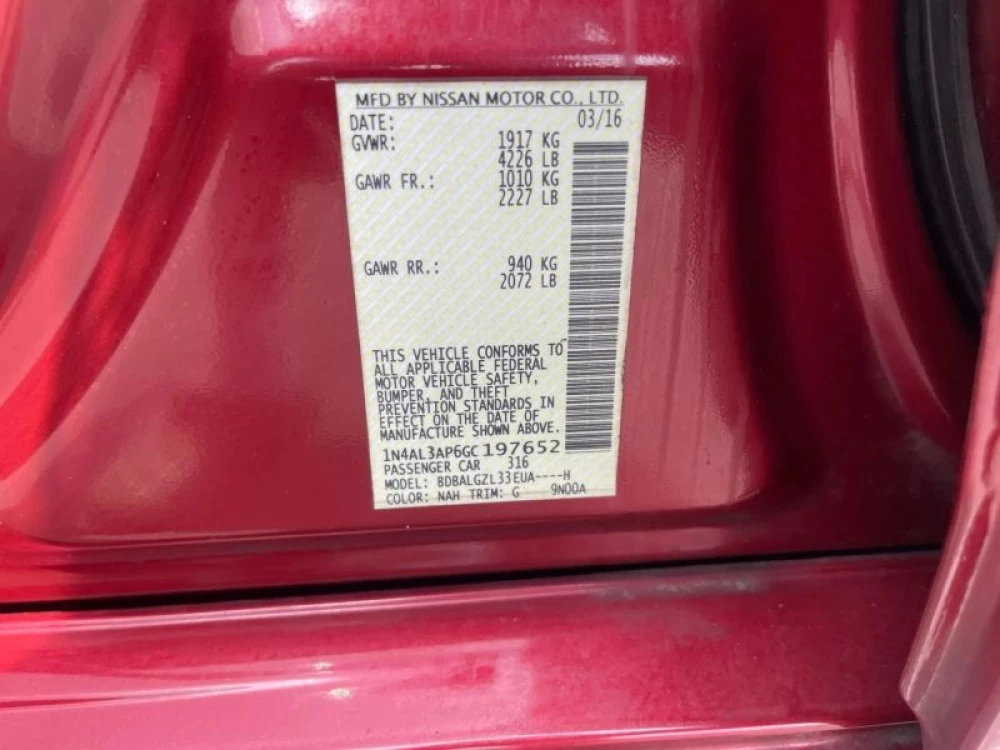 MFD BY NISSAN MOTOR CO., LTD.
DATE: 03/16
GVWR: 1917 KG
4226 LB
GAWR FR.: 1010 KG
2227 LB
GAWR RR.: 940 KG
2072 LB
THIS VEHICLE CONFORMS TO
ALL APPLICABLE FEDERAL
MOTOR VEHICLE SAFETY,
BUMPER, AND THEFT
PREVENTION STANDARDS IN
EFFECT ON THE DATE OF
MANUFACTURE SHOWN ABOVE.
1N4AL3AP6GC197652
PASSENGER CAR 316
MODEL: BDBALGZL33EUA----H
COLOR: NAH TRIM: G 9N00A